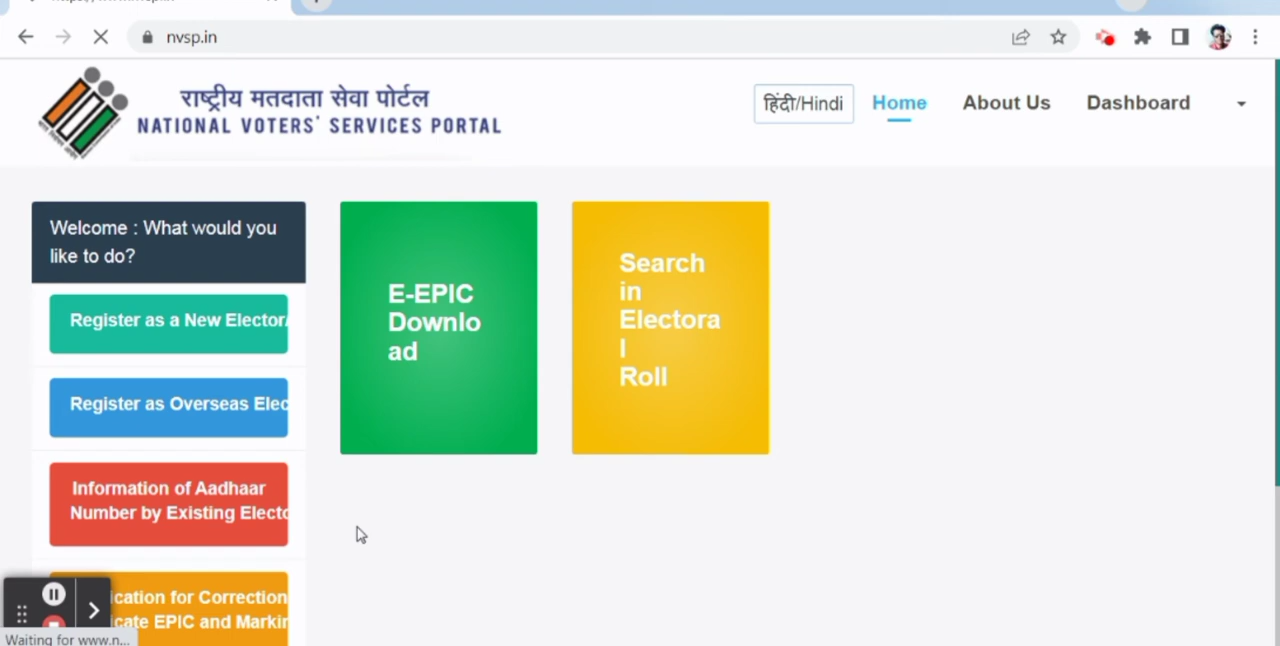 nvsp.in
राष्ट्रीय मतदाता सेवा पोर्टल
NATIONAL VOTERS' SERVICES PORTAL
हिंदी/Hindi
Home
About Us
Dashboard
Welcome : What would you
like to do?
Register as a New Elector/
Register as Overseas Elec
Information of Aadhaar
Number by Existing Electo
ication for Correction
cate EPIC and Markin
E-EPIC
Downlo
ad
Search
in
Electora
l
Roll
Waiting for www.n...